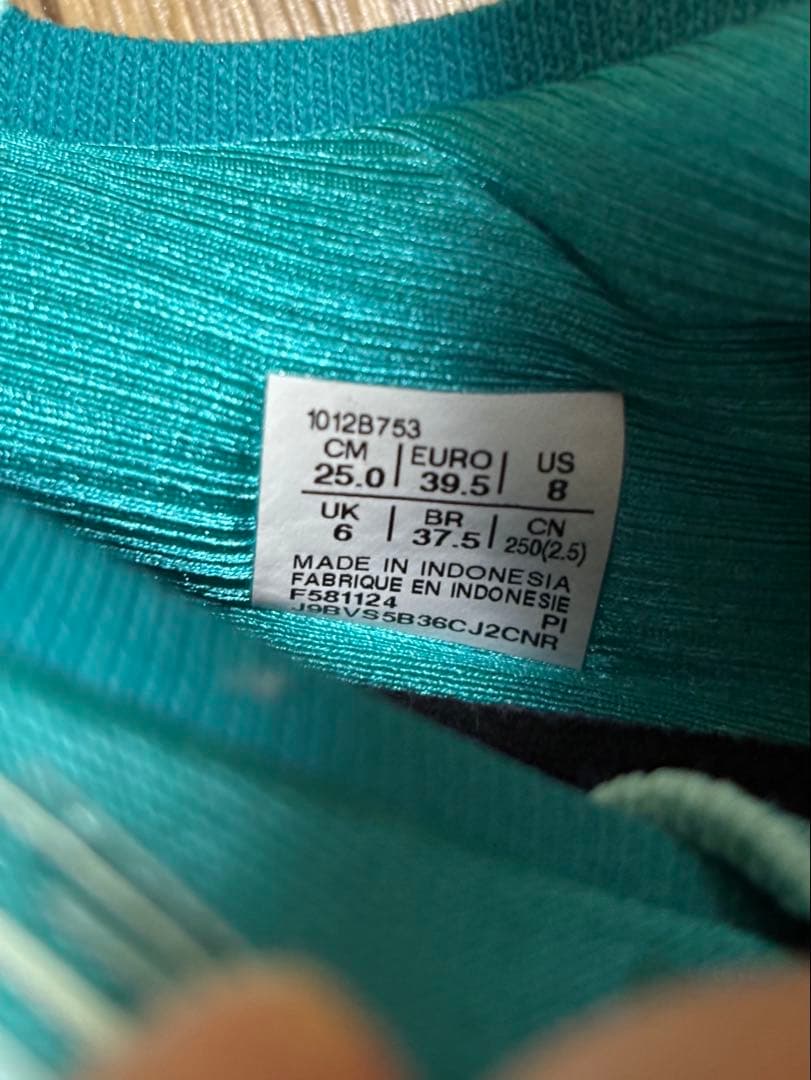 1012B753
CM | EURO | US
25.0 | 39.5 | 8
UK | BR | CN
6 | 37.5 | 250(2.5)
MADE IN INDONESIA
FABRIQUE EN INDONESIE
F581124 PI
J9BVS5B36CJ2CNR